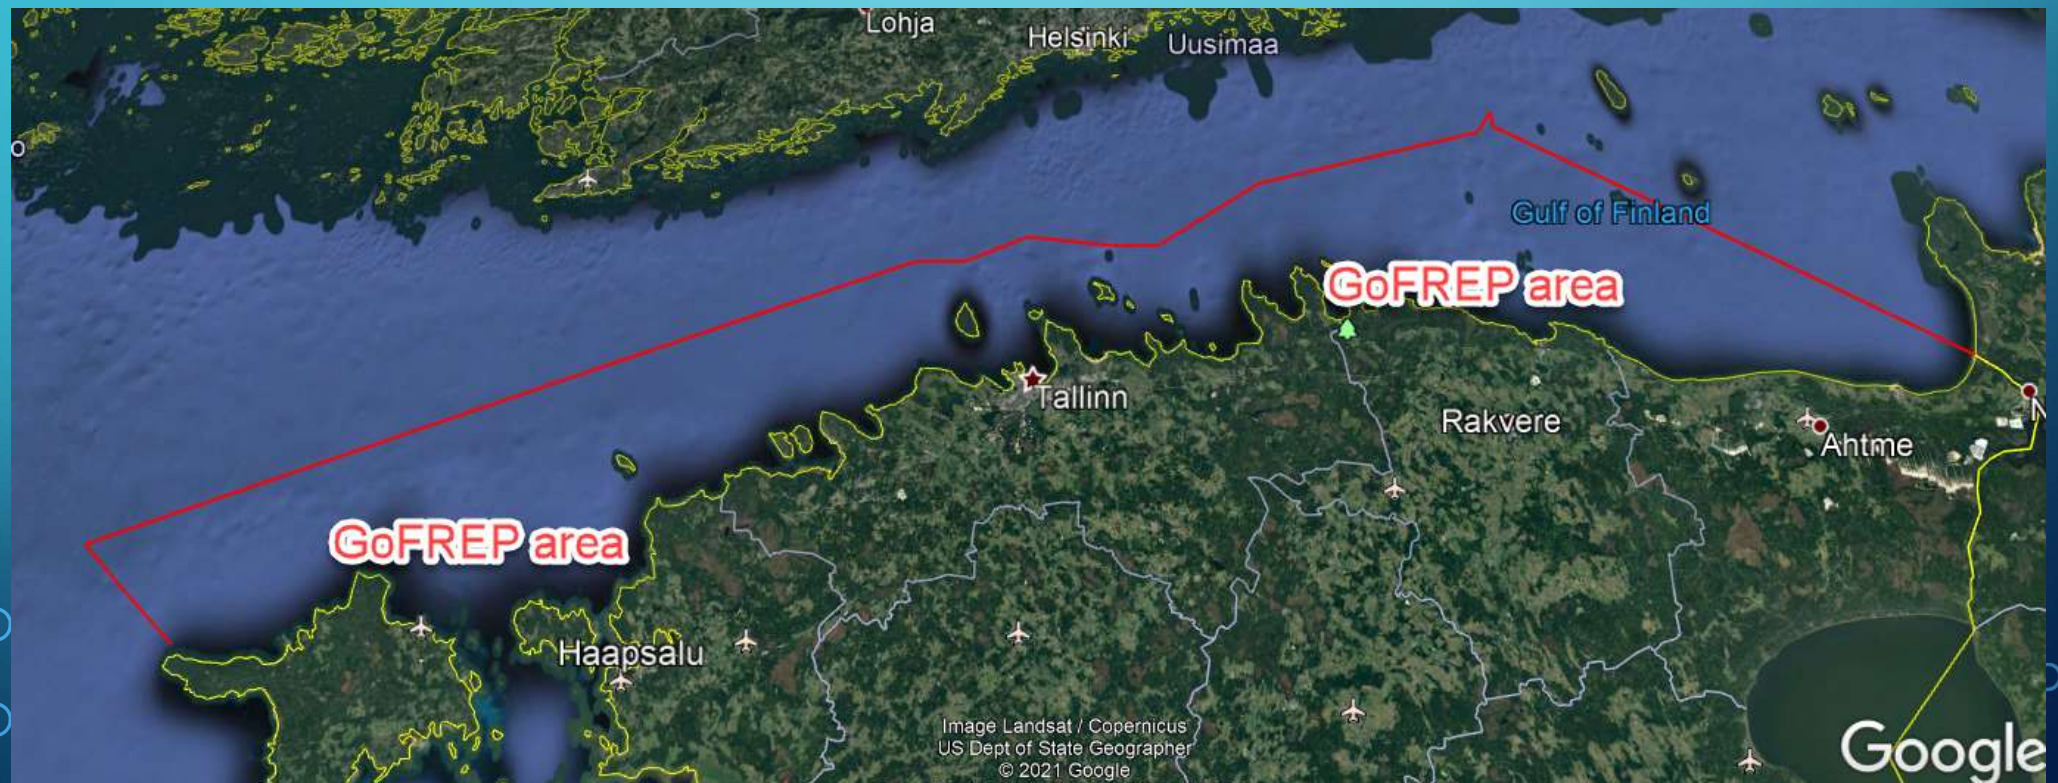 Lohja
Helsinki
Uusimaa
Gulf of Finland
GoFREP area
Tallinn
Rakvere
Ahtme
GoFREP area
Haapsalu
Image Landsat / Copernicus
US Dept of State Geographer
© 2021 Google
Google